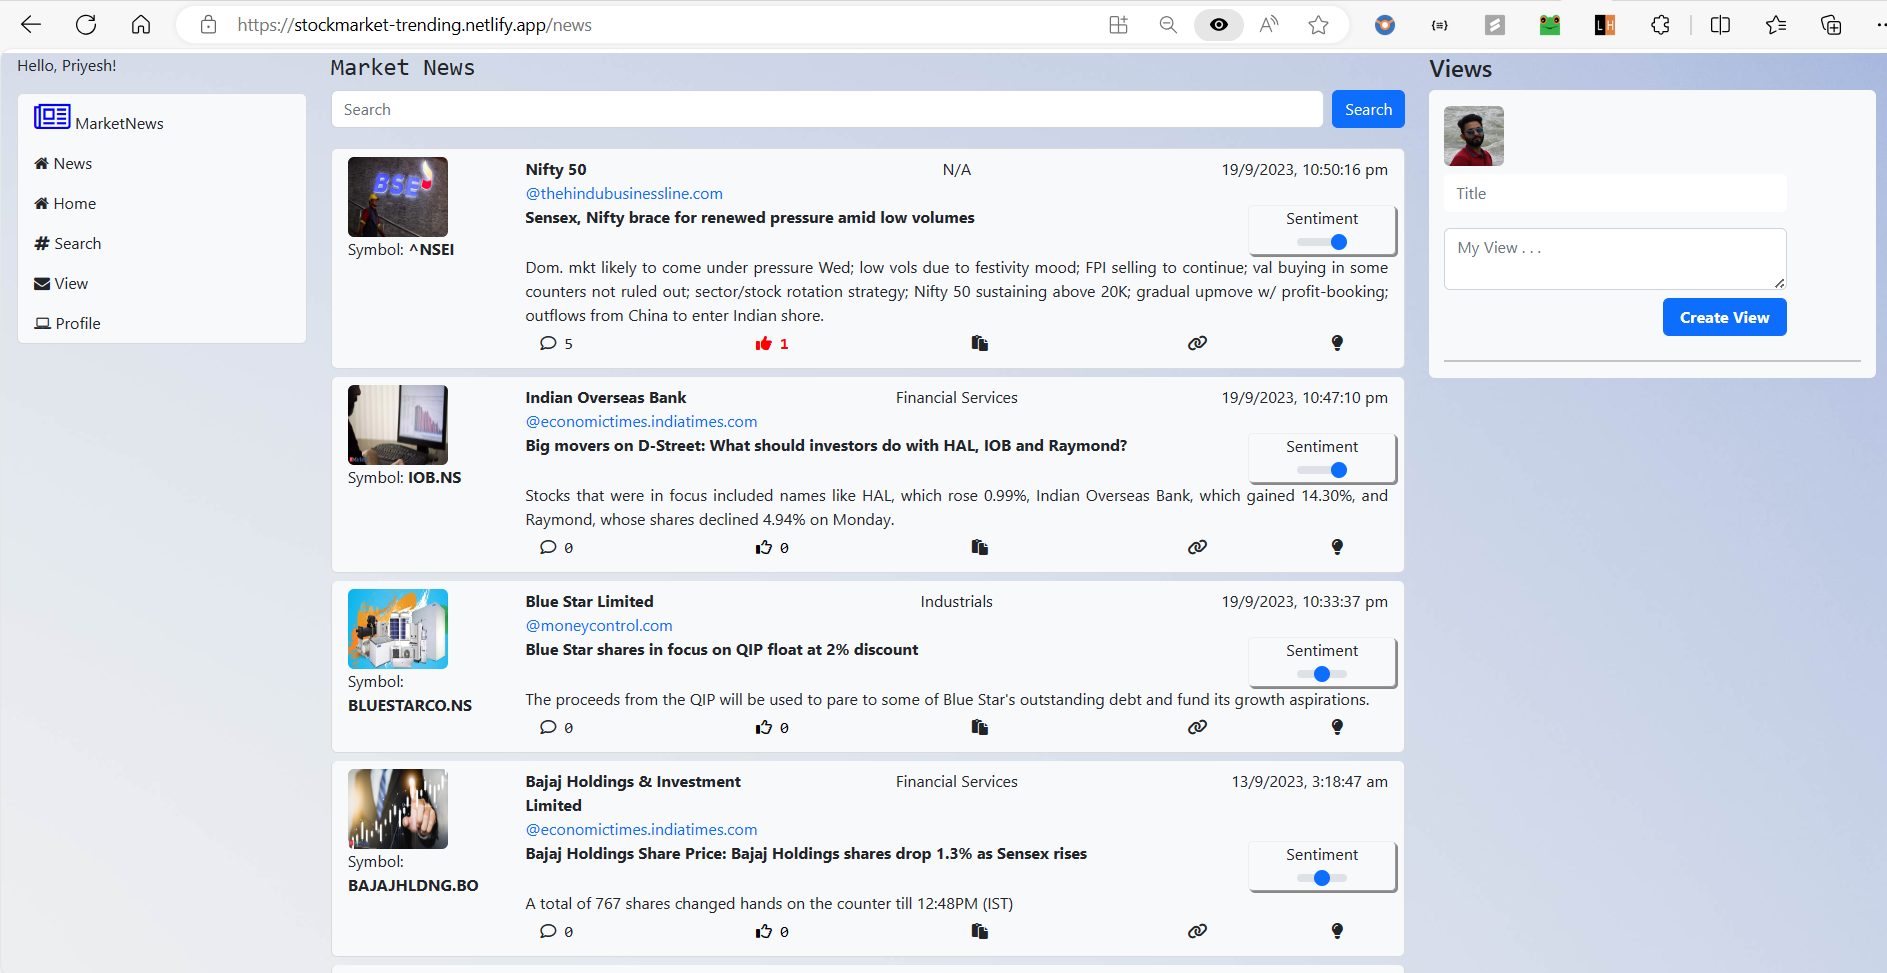 https://stockmarket-trending.netlify.app/news
Hello, Priyesh!
MarketNews
News
Home
Search
View
Profile
Market News
Search
Search
BSE
Symbol: ^NSEI
Nifty 50
N/A
19/9/2023, 10:50:16 pm
@thehindubusinessline.com
Sensex, Nifty brace for renewed pressure amid low volumes
Sentiment
Dom. mkt likely to come under pressure Wed; low vols due to festivity mood; FPI selling to continue; val buying in some
counters not ruled out; sector/stock rotation strategy; Nifty 50 sustaining above 20K; gradual upmove w/ profit-booking;
outflows from China to enter Indian shore.
5
1
Symbol: IOB.NS
Indian Overseas Bank
Financial Services
19/9/2023, 10:47:10 pm
@economictimes.indiatimes.com
Big movers on D-Street: What should investors do with HAL, IOB and Raymond?
Sentiment
Stocks that were in focus included names like HAL, which rose 0.99%, Indian Overseas Bank, which gained 14.30%, and
Raymond, whose shares declined 4.94% on Monday.
0
0
Symbol:
BLUESTARCO.NS
Blue Star Limited
Industrials
19/9/2023, 10:33:37 pm
@moneycontrol.com
Blue Star shares in focus on QIP float at 2% discount
Sentiment
The proceeds from the QIP will be used to pare to some of Blue Star's outstanding debt and fund its growth aspirations.
0
0
Symbol:
BAJAJHLDNG.BO
Bajaj Holdings & Investment
Limited
Financial Services
13/9/2023, 3:18:47 am
@economictimes.indiatimes.com
Bajaj Holdings Share Price: Bajaj Holdings shares drop 1.3% as Sensex rises
Sentiment
A total of 767 shares changed hands on the counter till 12:48PM (IST)
0
0
Views
Title
My View . . .
Create View